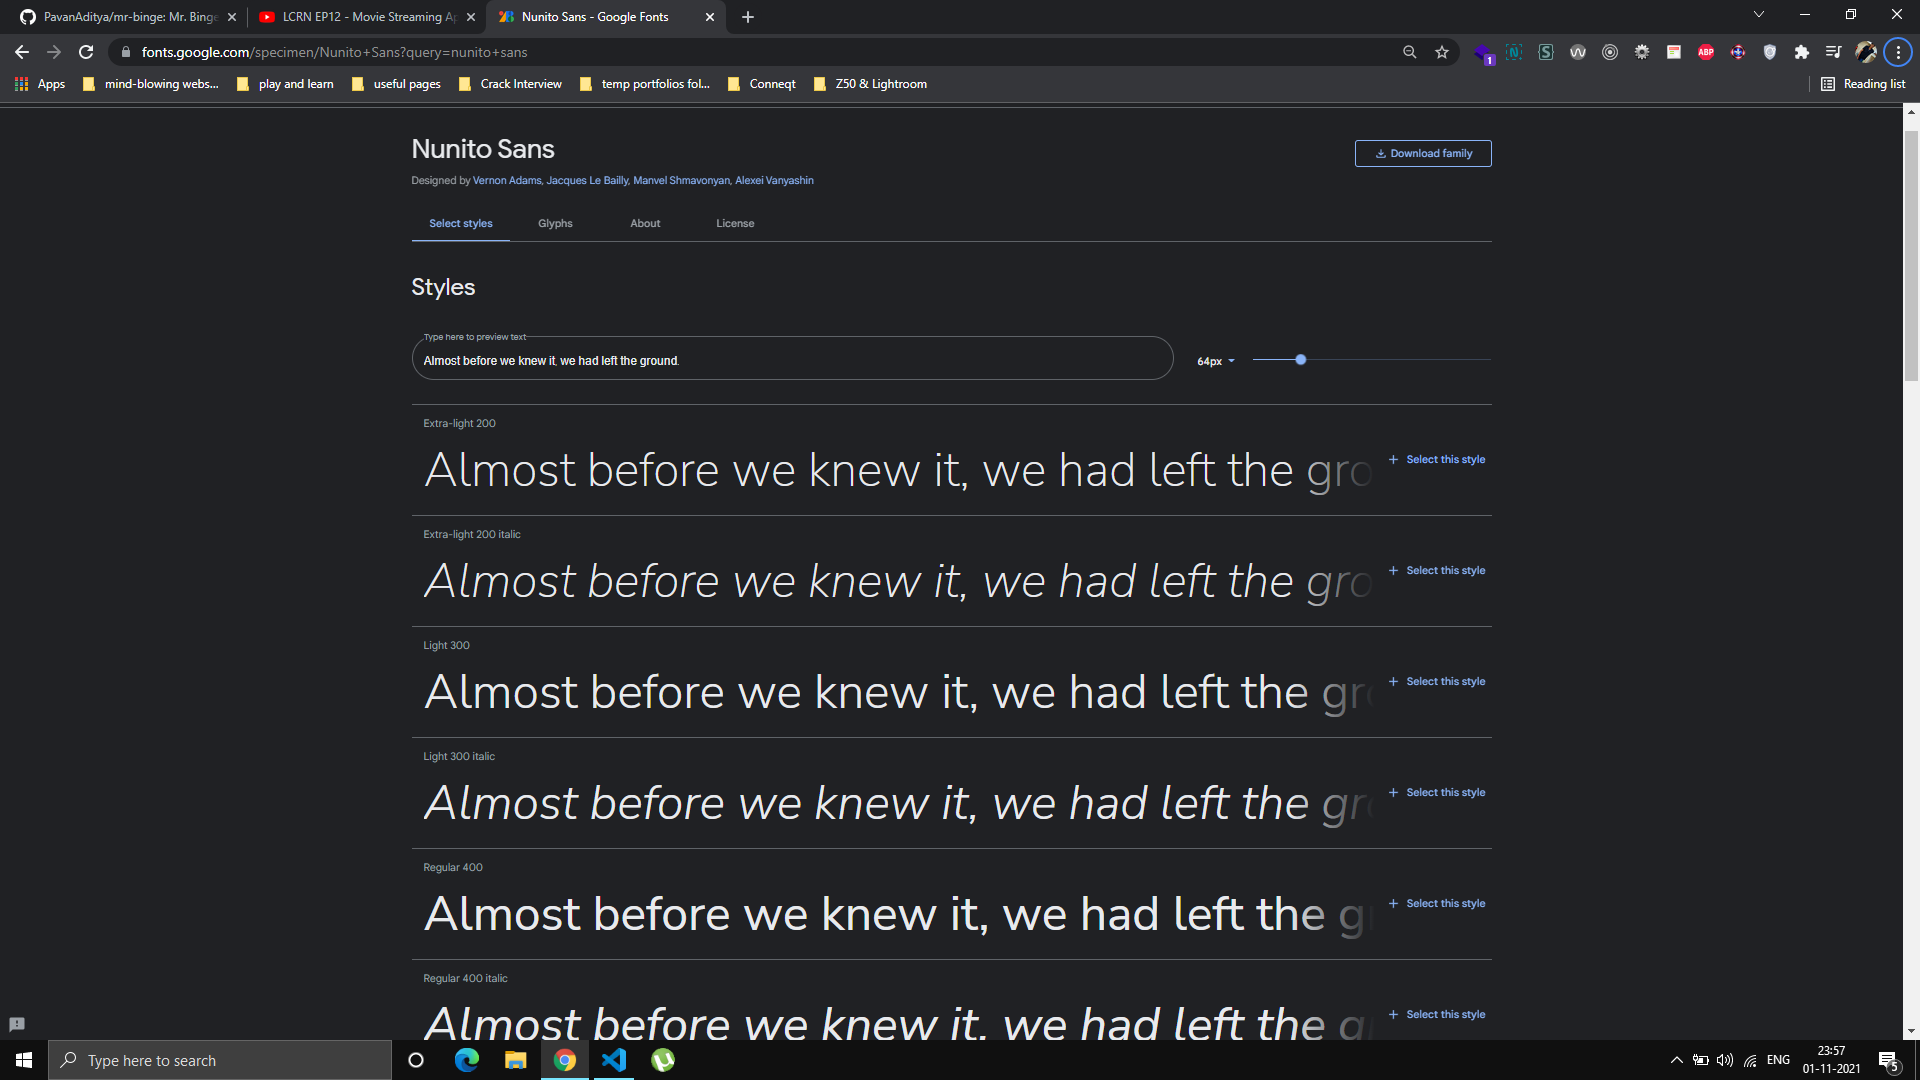 PavanAditya/mr-binge: Mr. Binge
LCRN EP12 - Movie Streaming Ap
Nunito Sans - Google Fonts
fonts.google.com/specimen/Nunito+Sans?query=nunito+sans
1
ABP
Apps
mind-blowing webs...
play and learn
useful pages
Crack Interview
temp portfolios fol...
Conneqt
Z50 & Lightroom
Reading list
Nunito Sans
Download family
Designed by Vernon Adams, Jacques Le Bailly, Manvel Shmavonyan, Alexei Vanyashin
Select styles
Glyphs
About
License
Styles
Type here to preview text
Almost before we knew it, we had left the ground.
64px
Extra-light 200
Almost before we knew it, we had left the gro
Select this style
Extra-light 200 italic
Almost before we knew it, we had left the gro
Select this style
Light 300
Almost before we knew it, we had left the gro
Select this style
Light 300 italic
Almost before we knew it, we had left the gro
Select this style
Regular 400
Almost before we knew it, we had left the g
Select this style
Regular 400 italic
Almost before we knew it, we had left the g
Select this style
Type here to search
ENG
23:57
01-11-2021
5